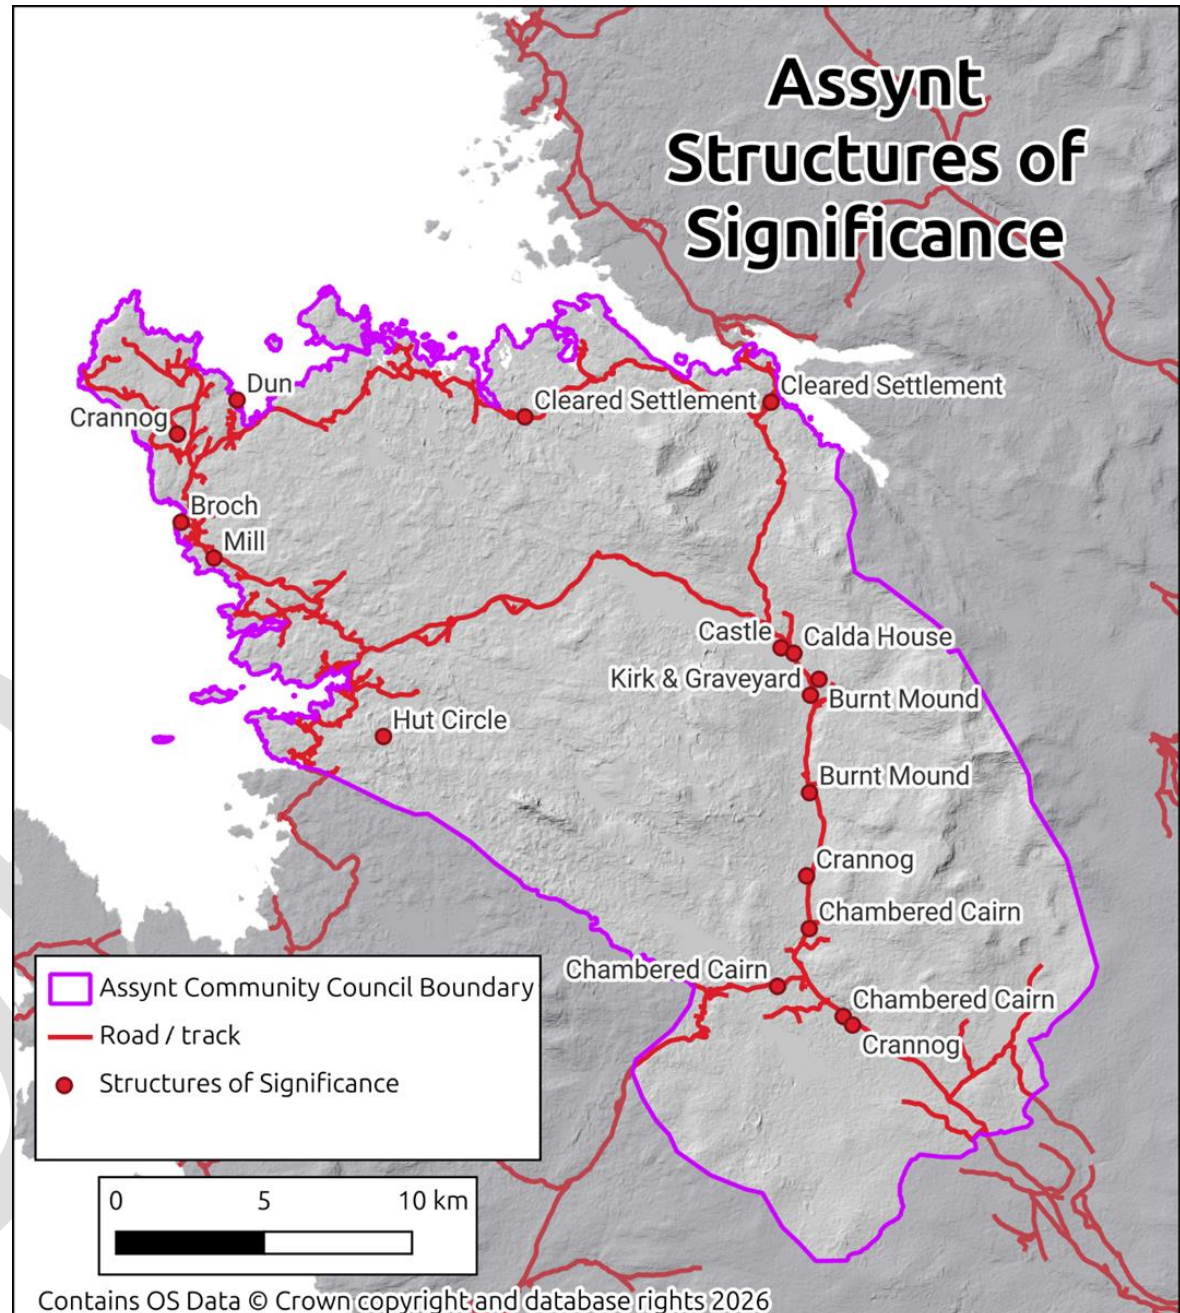 Assynt
Structures of
Significance
Dun
Cleared Settlement
Cleared Settlement
Crannog
Broch
Mill
Castle
Calda House
Kirk & Graveyard
Burnt Mound
Hut Circle
Burnt Mound
Crannog
Chambered Cairn
Chambered Cairn
Chambered Cairn
Crannog
Assynt Community Council Boundary
Road / track
Structures of Significance
0 5 10 km
Contains OS Data © Crown copyright and database rights 2026